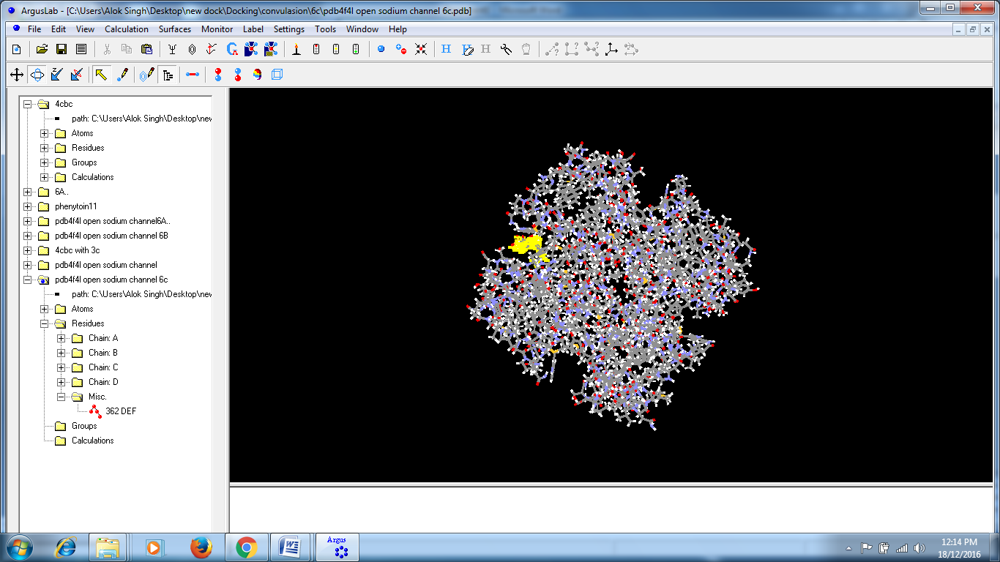 ArgusLab - [C:\Users\Alok Singh\Desktop\new dock\Docking\convulasion\6c\pdb4f4l open sodium channel 6c.pdb]
File Edit View Calculation Surfaces Monitor Label Settings Tools Window Help
4cbc
path: C:\Users\Alok Singh\Desktop\new
Atoms
Residues
Groups
Calculations
6A..
phenytoin11
pdb4f4l open sodium channel6A..
pdb4f4l open sodium channel 6B
4cbc with 3c
pdb4f4l open sodium channel
pdb4f4l open sodium channel 6c
path: C:\Users\Alok Singh\Desktop\new
Atoms
Residues
Chain: A
Chain: B
Chain: C
Chain: D
Misc.
362 DEF
Groups
Calculations
Argus
12:14 PM
18/12/2016